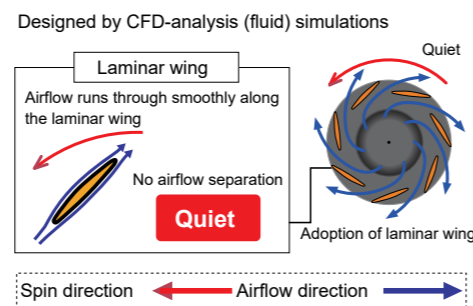 Designed by CFD-analysis (fluid) simulations
Laminar wing
Quiet
Airflow runs through smoothly along
the laminar wing
No airflow separation
Quiet
Adoption of laminar wing
Spin direction
Airflow direction